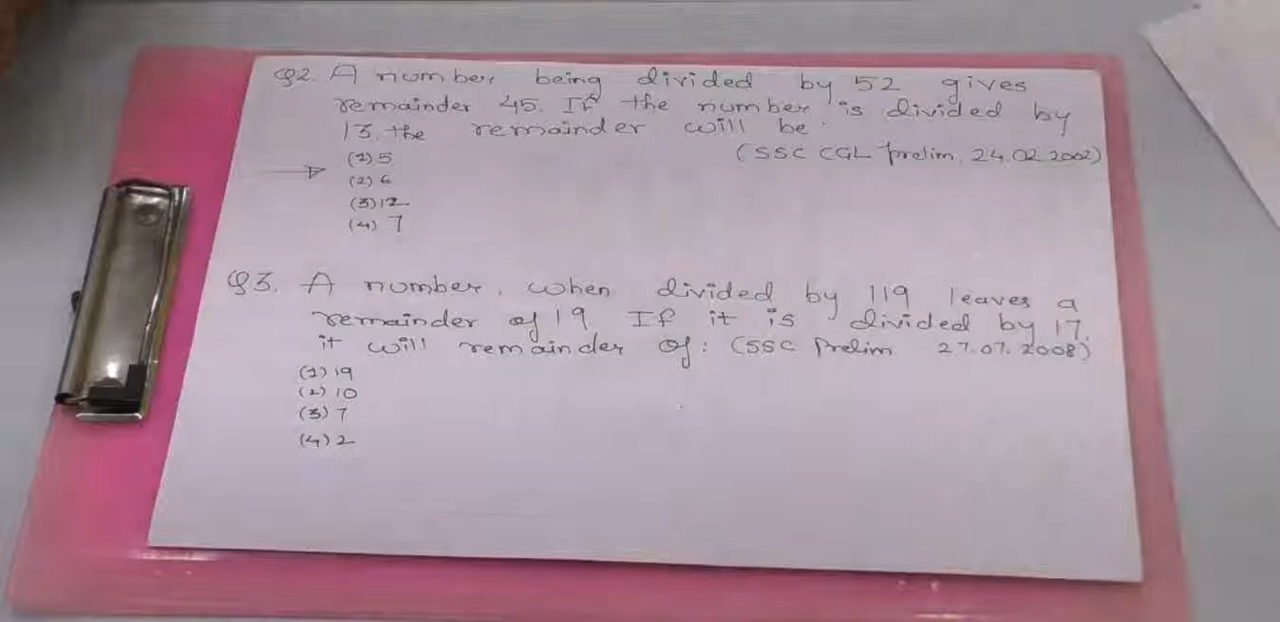 Q2. A number being divided by 52 gives
remainder 45. If the number is divided by
13. the remainder will be.
(SSC CGL Prelim, 24.02.2002)
(1) 5
(2) 6
(3) 12
(4) 7
Q3. A number, when divided by 119 leaves a
remainder of 19 If it is divided by 17.
it will remainder of: (SSC Prelim 27.07.2008)
(1) 19
(2) 10
(3) 7
(4) 2